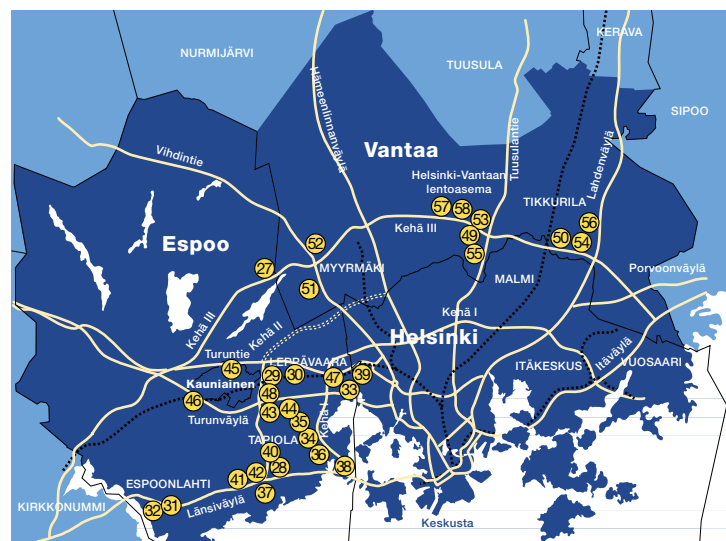 KERAVA
NURMIJÄRVI
TUUSULA
SIPOO
Hämeenlinnanväylä
Tuusulantie
Lahdenväylä
Vihdintie
Vantaa
Helsinki-Vantaan
lentoasema
TIKKURILA
57
58
53
56
Kehä III
49
50
54
52
55
Espoo
27
MYYRMÄKI
MALMI
Porvoonväylä
51
Kehä III
Kehä II
Kehä I
Helsinki
Turuntie
LEPPÄVAARA
ITÄKESKUS
Itäväylä
VUOSAARI
45
29
30
47
39
Kauniainen
33
46
48
Turunväylä
43
44
Kehä I
35
TAPIOLA
34
40
36
28
38
42
41
ESPOONLAHTI
37
31
32
Länsiväylä
KIRKKONUMMI
Keskusta